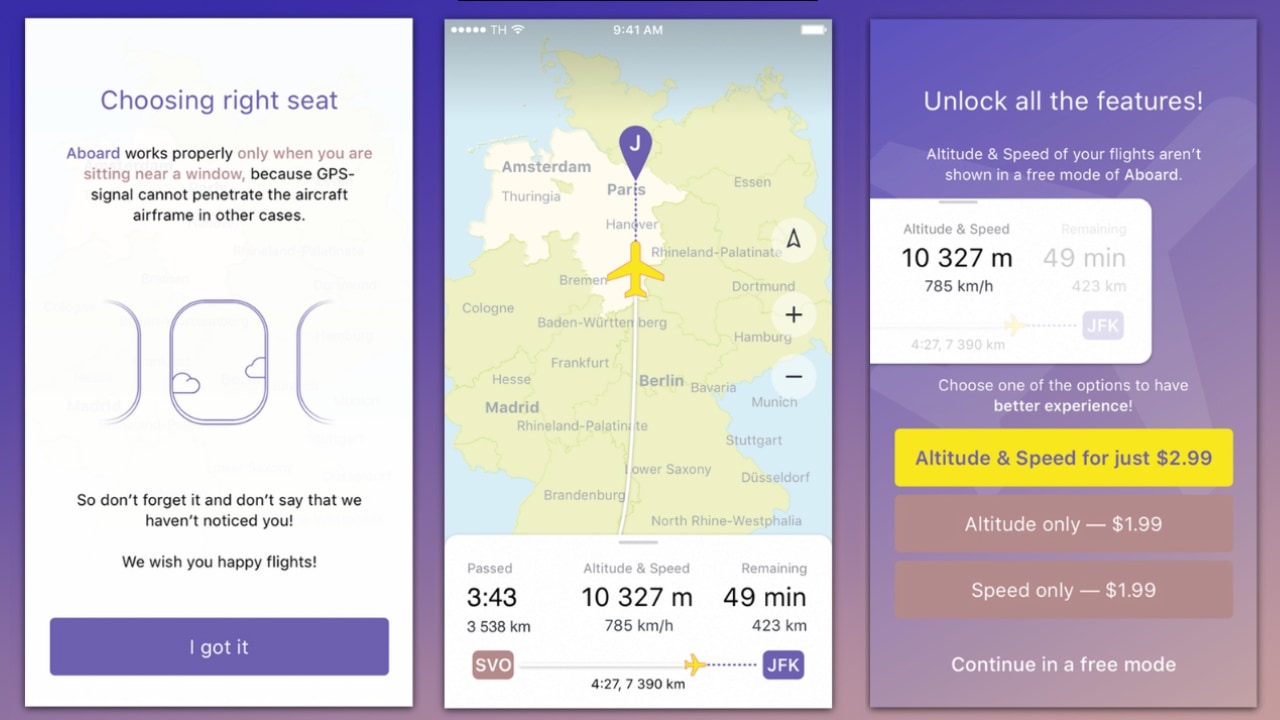 Choosing right seat
Aboard works properly only when you are
sitting near a window, because GPS-
signal cannot penetrate the aircraft
airframe in other cases.
So don't forget it and don't say that we
haven't noticed you!
We wish you happy flights!
I got it
TH
9:41 AM
J
Amsterdam
Paris
Essen
Thuringia
Hanover
Rhineland-Palatinate
Bremen
Dortmund
Cologne
Baden-Württemberg
Hamburg
Frankfurt
Hesse
Berlin
Bavaria
Madrid
Munich
Rhineland-Palatinate
Stuttgart
Lower Saxony
Düsseldorf
Brandenburg
North Rhine-Westphalia
+
−
Passed
Altitude & Speed
Remaining
3:43
10 327 m
49 min
3 538 km
785 km/h
423 km
SVO
JFK
4:27, 7 390 km
Unlock all the features!
Altitude & Speed of your flights aren't
shown in a free mode of Aboard.
Altitude & Speed
Remaining
10 327 m
49 min
785 km/h
423 km
JFK
4:27, 7 390 km
Choose one of the options to have
better experience!
Altitude & Speed for just $2.99
Altitude only — $1.99
Speed only — $1.99
Continue in a free mode